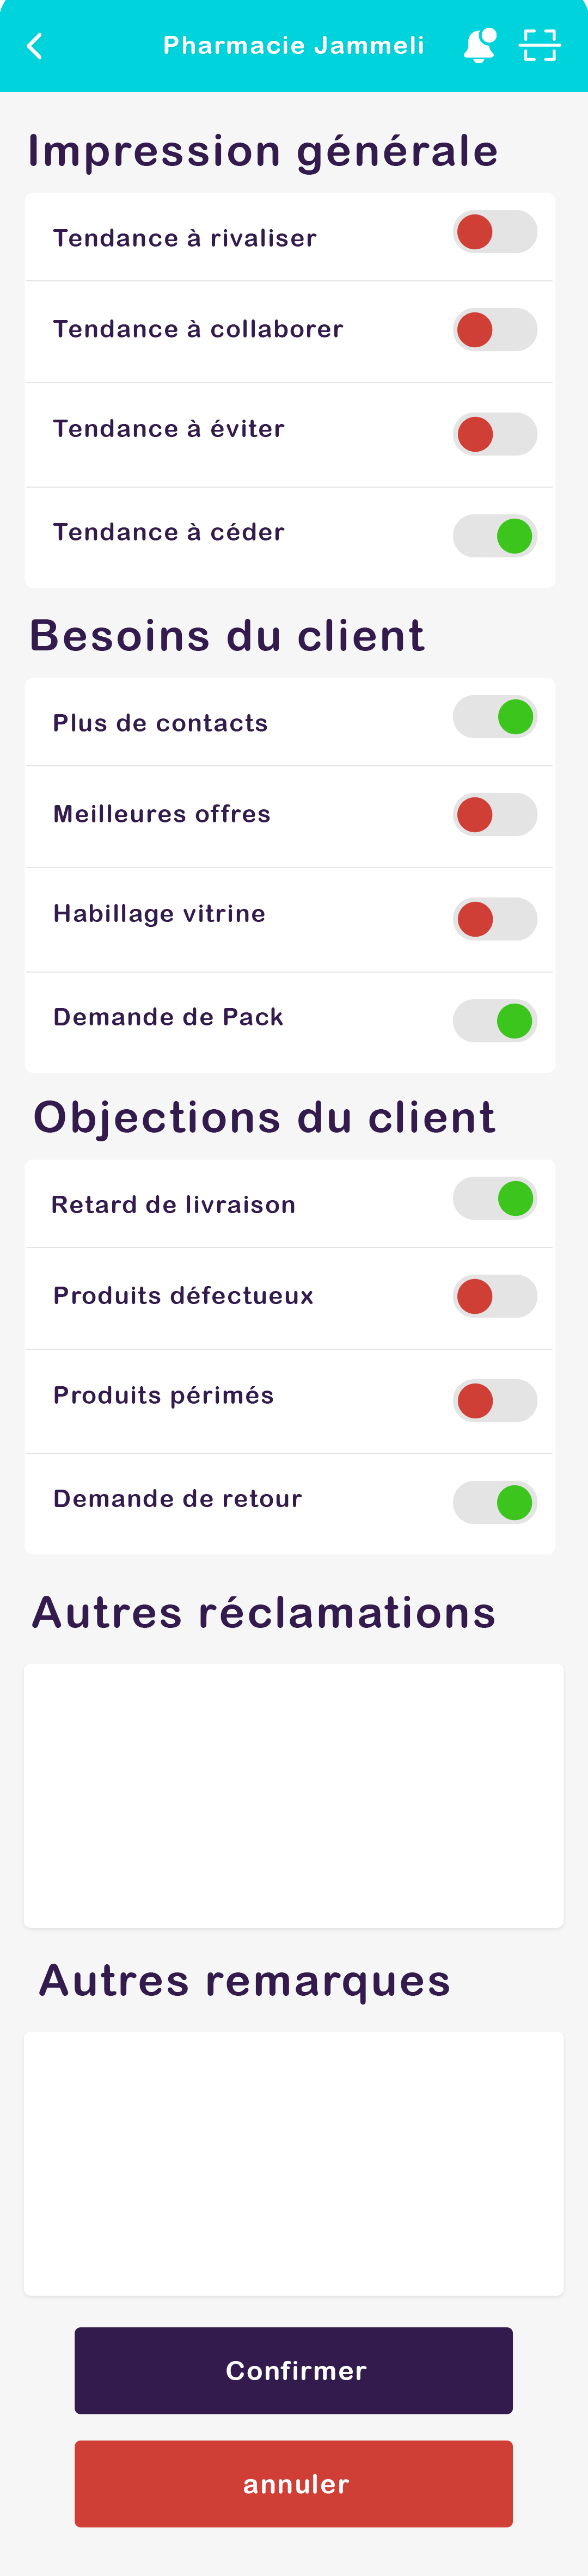 Pharmacie Jammeli
Impression générale
Tendance à rivaliser
Tendance à collaborer
Tendance à éviter
Tendance à céder
Besoins du client
Plus de contacts
Meilleures offres
Habillage vitrine
Demande de Pack
Objections du client
Retard de livraison
Produits défectueux
Produits périmés
Demande de retour
Autres réclamations
Autres remarques
Confirmer
annuler